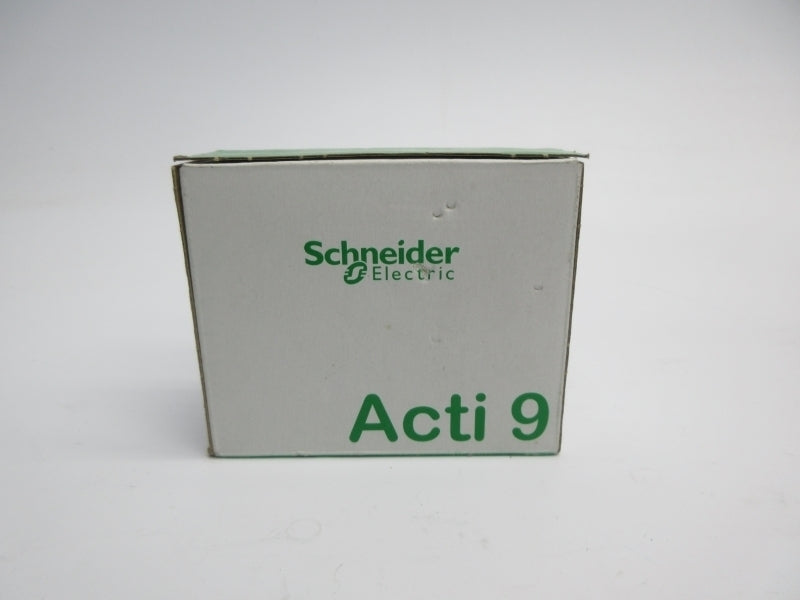 Schneider
Electric
Acti 9